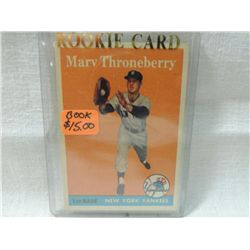 ROOKIE CARD
Marv Throneberry
BOOK
$15.00
1st BASE
NEW YORK YANKEES